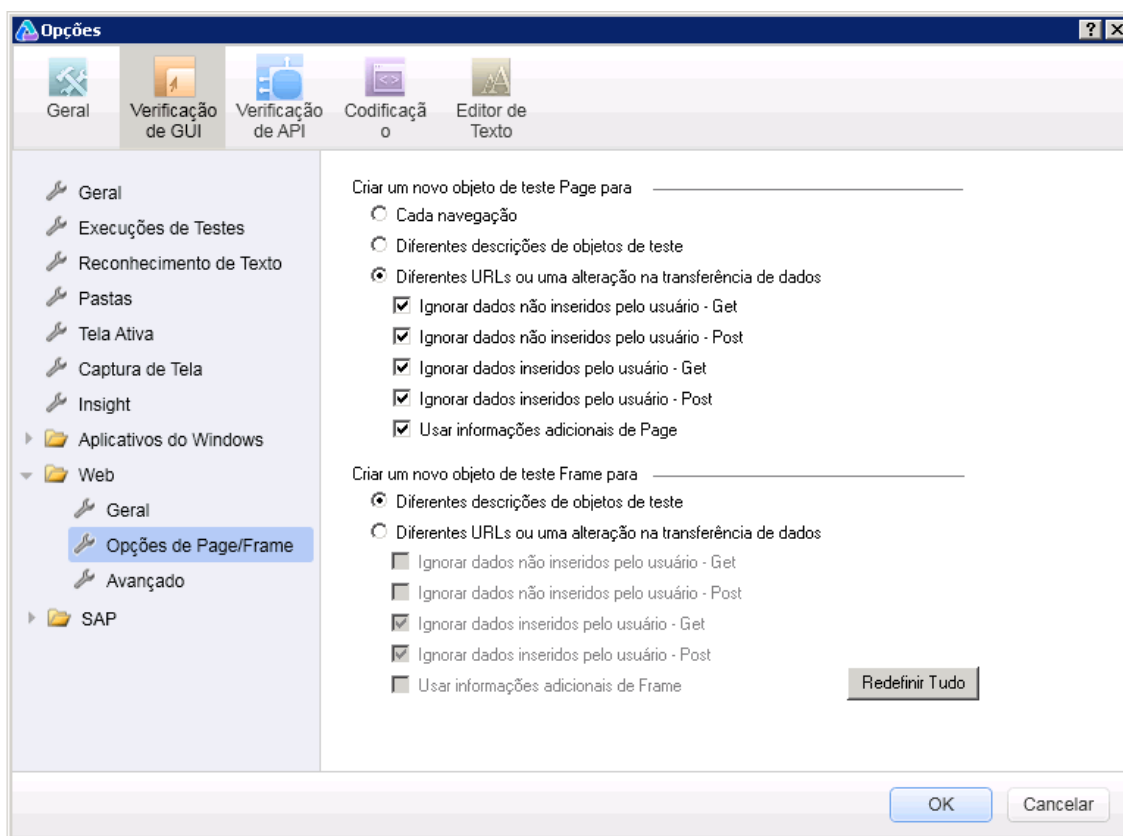 Opções
Geral
Verificação
de GUI
Verificação
de API
Codificaçã
o
Editor de
Texto
Geral
Execuções de Testes
Reconhecimento de Texto
Pastas
Tela Ativa
Captura de Tela
Insight
Aplicativos do Windows
Web
Geral
Opções de Page/Frame
Avançado
SAP
Criar um novo objeto de teste Page para
Cada navegação
Diferentes descrições de objetos de teste
Diferentes URLs ou uma alteração na transferência de dados
Ignorar dados não inseridos pelo usuário - Get
Ignorar dados não inseridos pelo usuário - Post
Ignorar dados inseridos pelo usuário - Get
Ignorar dados inseridos pelo usuário - Post
Usar informações adicionais de Page
Criar um novo objeto de teste Frame para
Diferentes descrições de objetos de teste
Diferentes URLs ou uma alteração na transferência de dados
Ignorar dados não inseridos pelo usuário - Get
Ignorar dados não inseridos pelo usuário - Post
Ignorar dados inseridos pelo usuário - Get
Ignorar dados inseridos pelo usuário - Post
Usar informações adicionais de Frame
Redefinir Tudo
OK
Cancelar